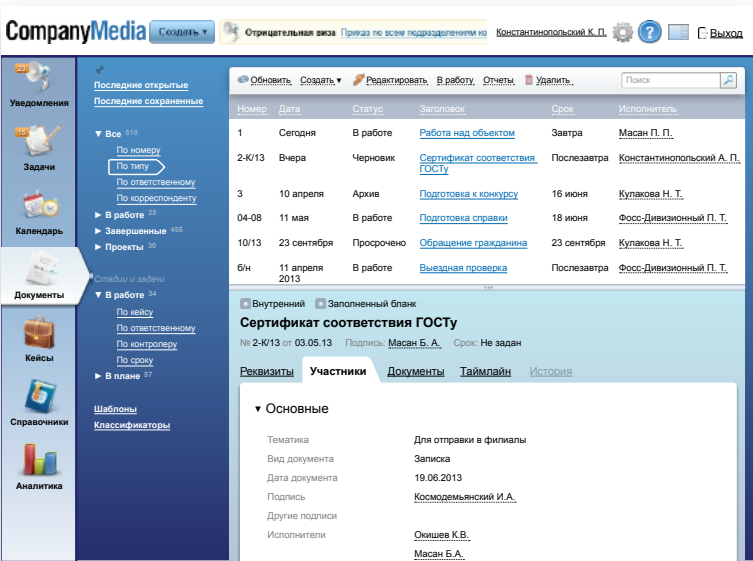 CompanyMedia Создать ▾ Отрицательная виза Приказ по всем подразделениям ко Константинопольский К. П. ? Выход
25
Уведомления
15
Задачи
Календарь
Документы
Кейсы
Справочники
Аналитика
Последние открытые
Последние сохраненные
▼ Все 510
По номеру
По типу
По ответственному
По корреспонденту
► В работе 25
► Завершенные 455
► Проекты 30
Стадии и задачи
▼ В работе 34
По кейсу
По ответственному
По контролеру
По сроку
► В плане 57
Шаблоны
Классификаторы
Обновить Создать ▾ Редактировать В работу Отчеты Удалить Поиск
Номер Дата Статус Заголовок Срок Исполнитель
1 Сегодня В работе Работа над объектом Завтра Масан П. П.
2-К/13 Вчера Черновик Сертификат соответствия Послезавтра Константинопольский А. П.
ГОСТу
3 10 апреля Архив Подготовка к конкурсу 16 июня Кулакова Н. Т.
04-08 11 мая В работе Подготовка справки 18 июня Фосс-Дивизионный П. Т.
10/13 23 сентября Просрочено Обращение гражданина 23 сентября Кулакова Н. Т.
б/н 11 апреля В работе Выездная проверка Послезавтра Фосс-Дивизионный П. Т.
2013
Внутренний Заполненный бланк
Сертификат соответствия ГОСТу
№ 2-К/13 от 03.05.13 Подпись: Масан Б. А. Срок: Не задан
Реквизиты Участники Документы Таймлайн История
▾ Основные
Тематика Для отправки в филиалы
Вид документа Записка
Дата документа 19.06.2013
Подпись Космодемьянский И.А.
Другие подписи
Исполнители Окишев К.В.
Масан Б.А.